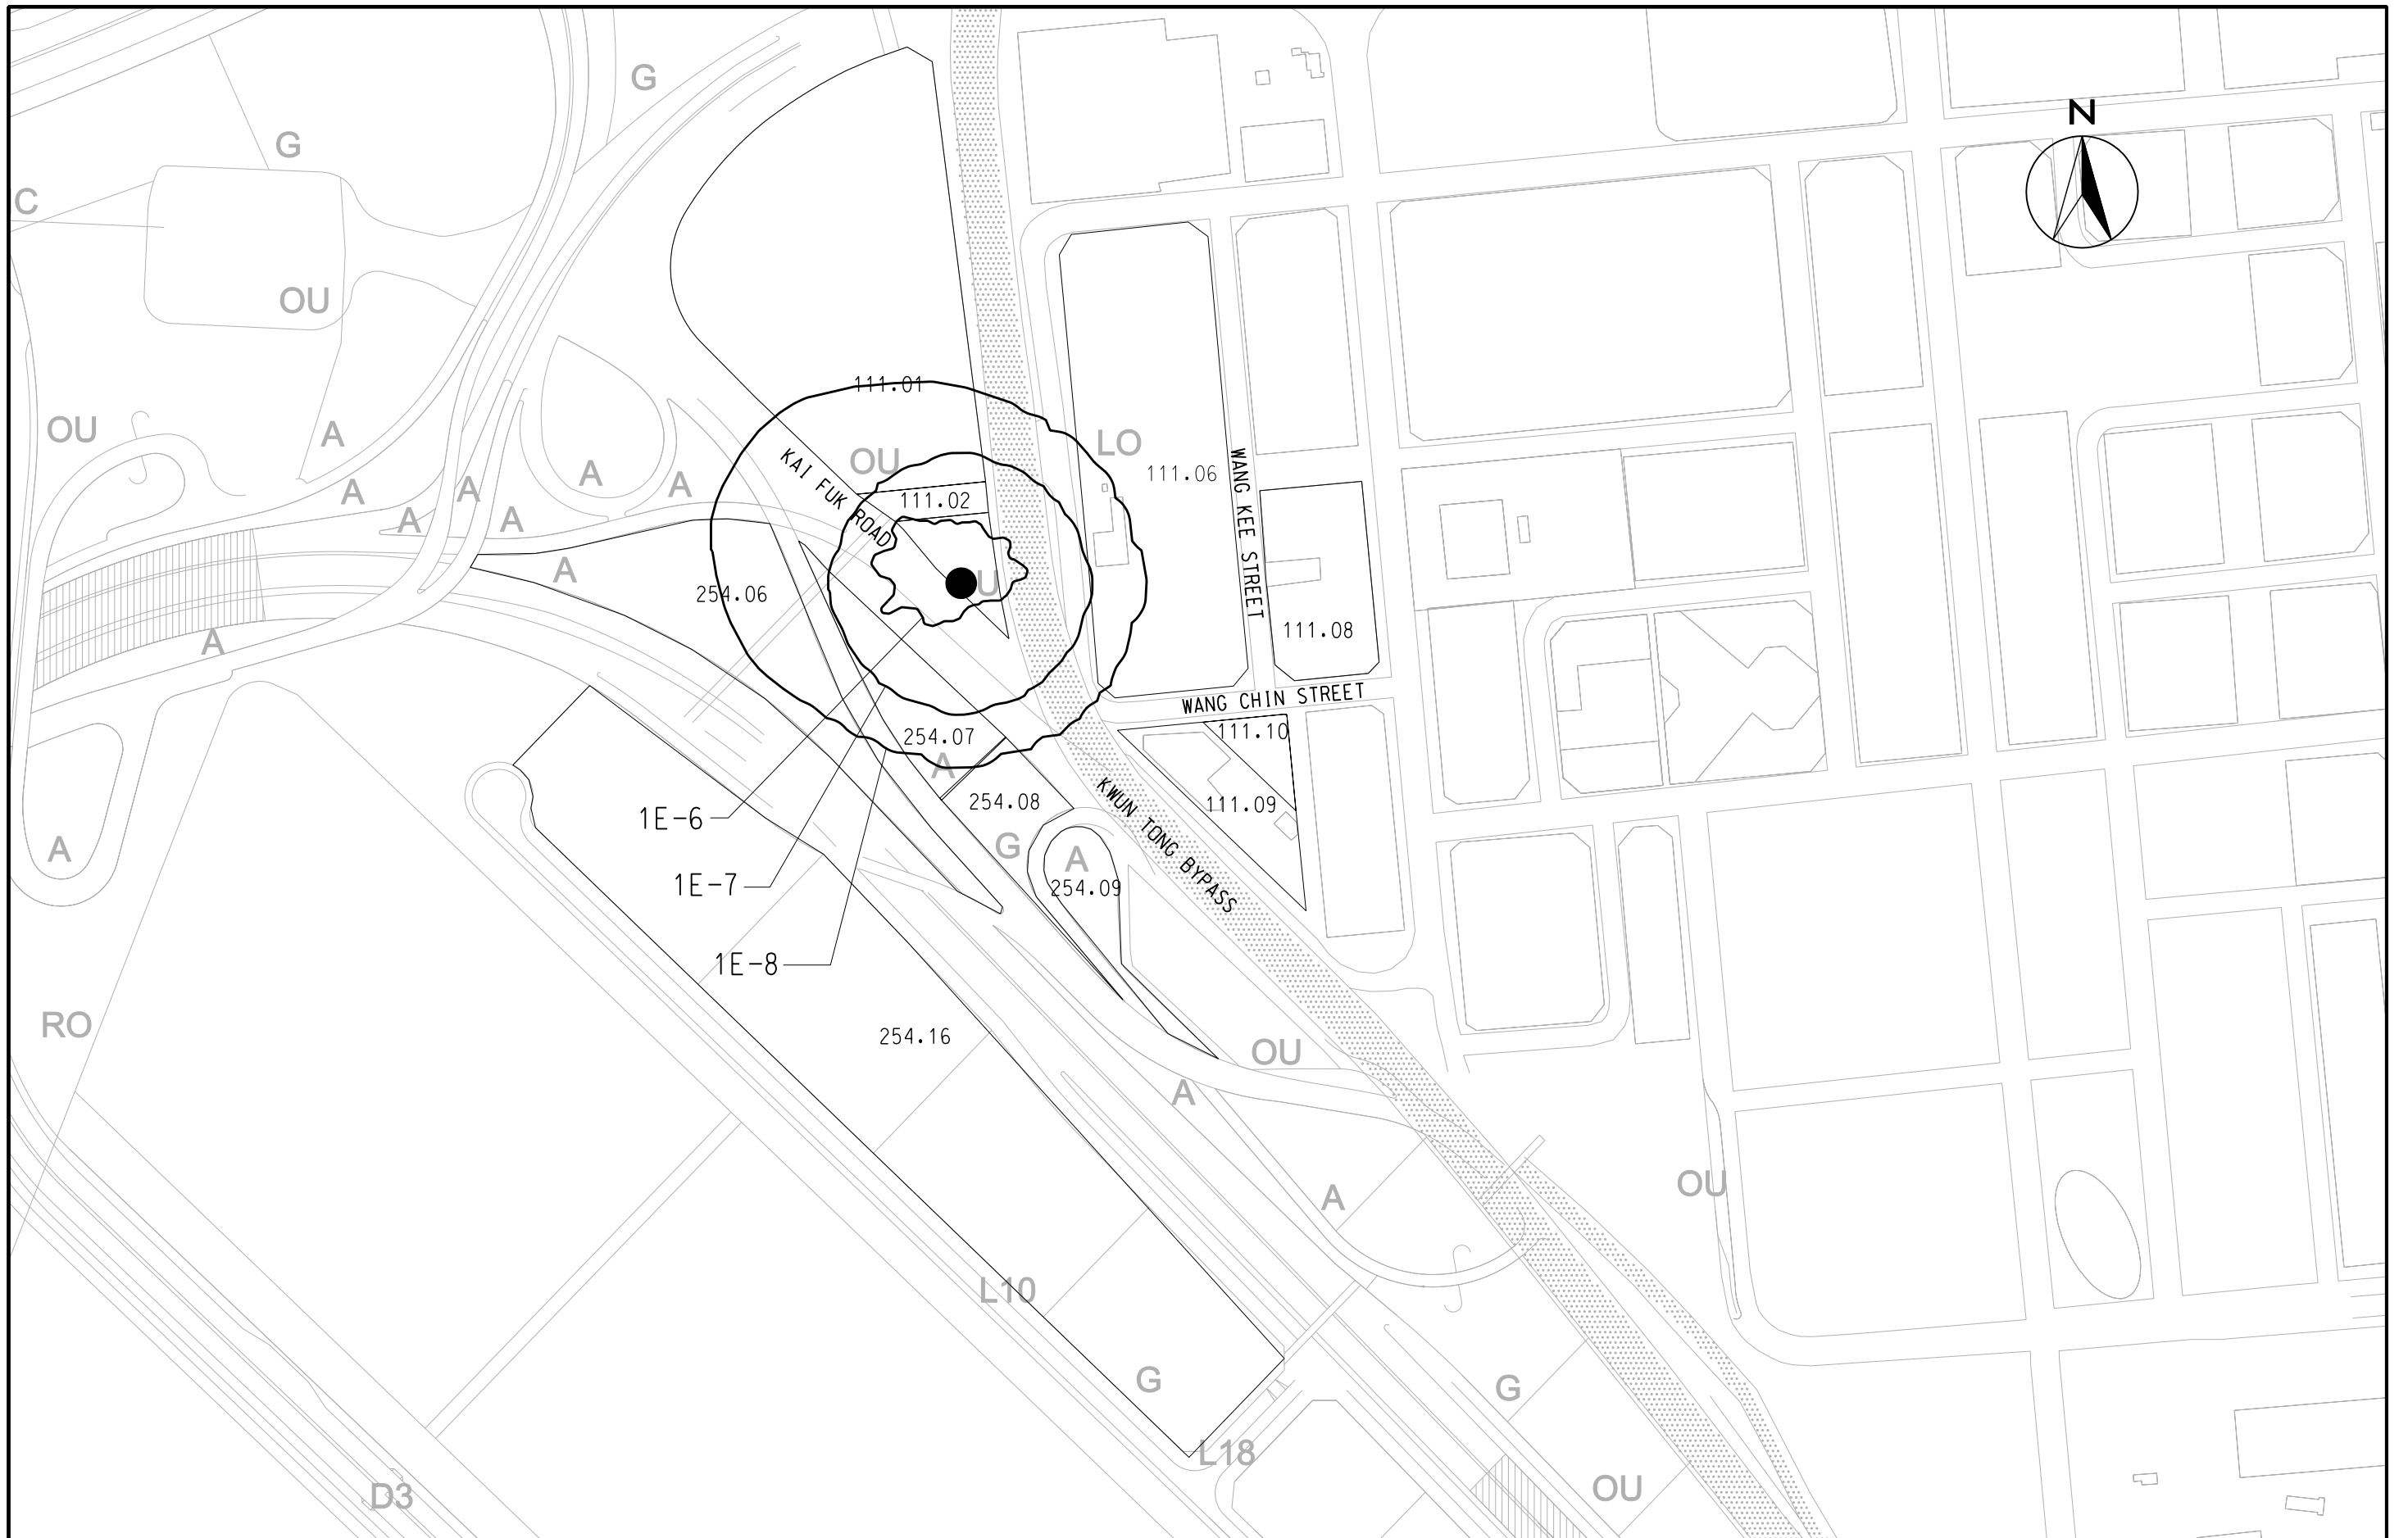 G
N
G
C
OU
111.01
OU
A
LO
KAI FUK ROAD
OU
111.06
WANG KEE STREET
A
A
A
A
A
111.02
A
A
A
254.06
111.08
A
WANG CHIN STREET
111.10
254.07
A
254.08
111.09
KWUN TONG BYPASS
1E-6
G
A
A
254.09
1E-7
1E-8
RO
254.16
OU
A
OU
A
L10
G
G
L18
OU
D3